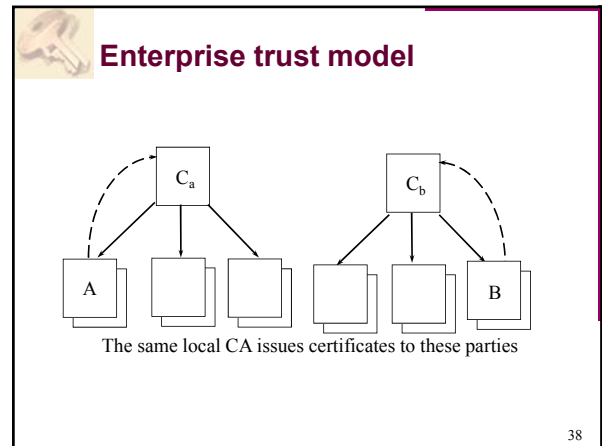 Enterprise trust model
Ca
Cb
A
B
The same local CA issues certificates to these parties
38